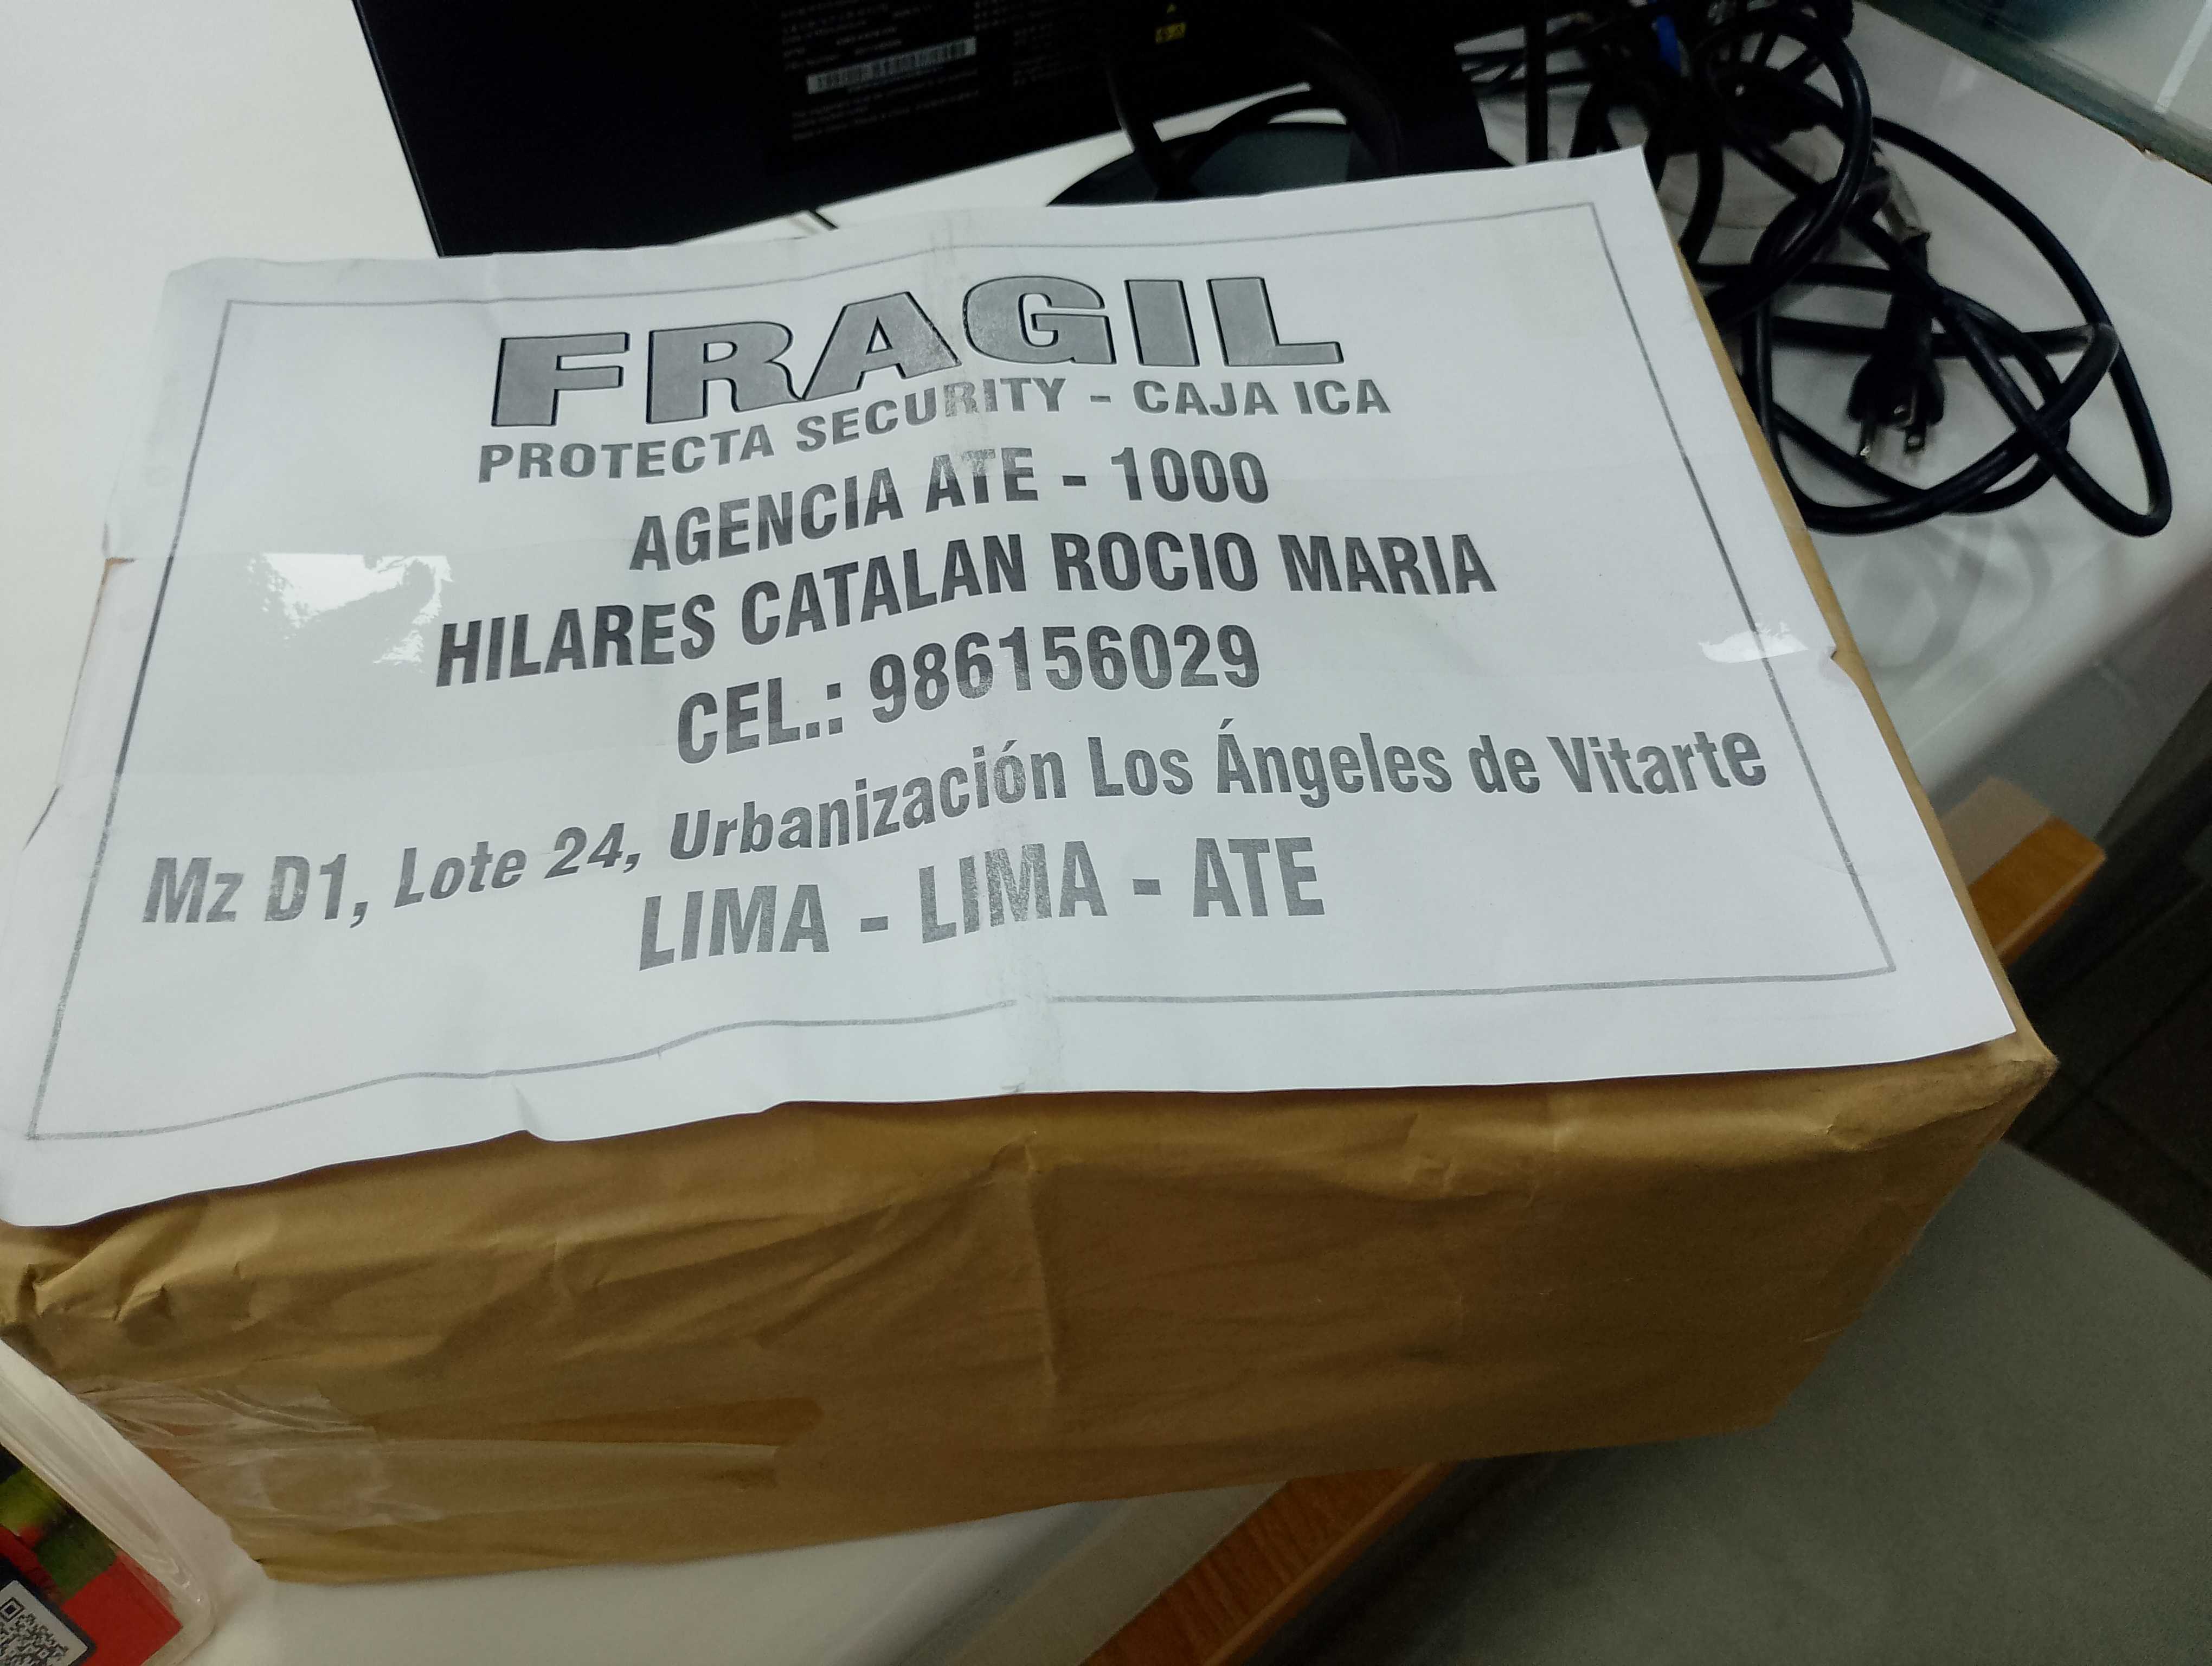 FRAGIL
PROTECTA SECURITY - CAJA ICA
AGENCIA ATE - 1000
HILARES CATALAN ROCIO MARIA
CEL.: 986156029
Mz D1, Lote 24, Urbanización Los Ángeles de Vitarte
LIMA - LIMA - ATE